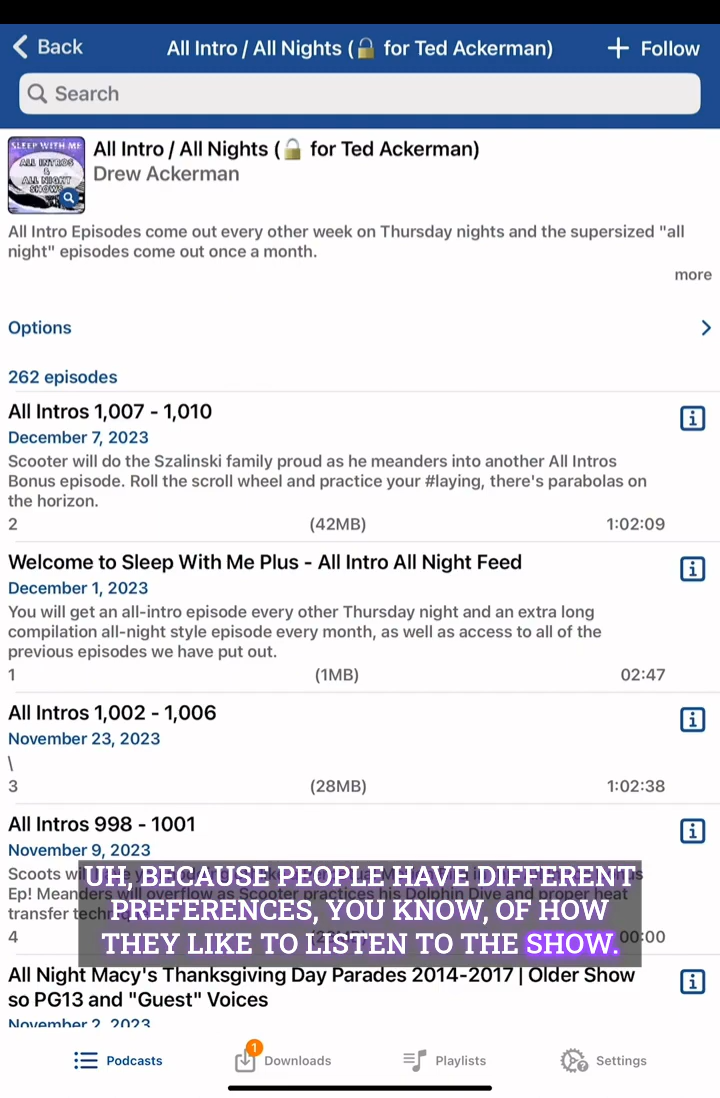 Back
All Intro / All Nights (🔒 for Ted Ackerman)
+ Follow
Search
SLEEP WITH ME
ALL INTROS
&
ALL NIGHT
SHOWS
All Intro / All Nights (🔒 for Ted Ackerman)
Drew Ackerman
All Intro Episodes come out every other week on Thursday nights and the supersized "all
night" episodes come out once a month.
more
Options
262 episodes
All Intros 1,007 - 1,010
December 7, 2023
Scooter will do the Szalinski family proud as he meanders into another All Intros
Bonus episode. Roll the scroll wheel and practice your #laying, there's parabolas on
the horizon.
2 (42MB) 1:02:09
Welcome to Sleep With Me Plus - All Intro All Night Feed
December 1, 2023
You will get an all-intro episode every other Thursday night and an extra long
compilation all-night style episode every month, as well as access to all of the
previous episodes we have put out.
1 (1MB) 02:47
All Intros 1,002 - 1,006
November 23, 2023
\
3 (28MB) 1:02:38
All Intros 998 - 1001
November 9, 2023
Scoots
Ep! Meanders will overflow as Scooter practices his Dolphin Dive and proper heat
transfer
4 00:00
UH, BECAUSE PEOPLE HAVE DIFFERENT
PREFERENCES, YOU KNOW, OF HOW
THEY LIKE TO LISTEN TO THE SHOW.
All Night Macy's Thanksgiving Day Parades 2014-2017 | Older Show
so PG13 and "Guest" Voices
November 2, 2023
Podcasts
1
Downloads
Playlists
Settings